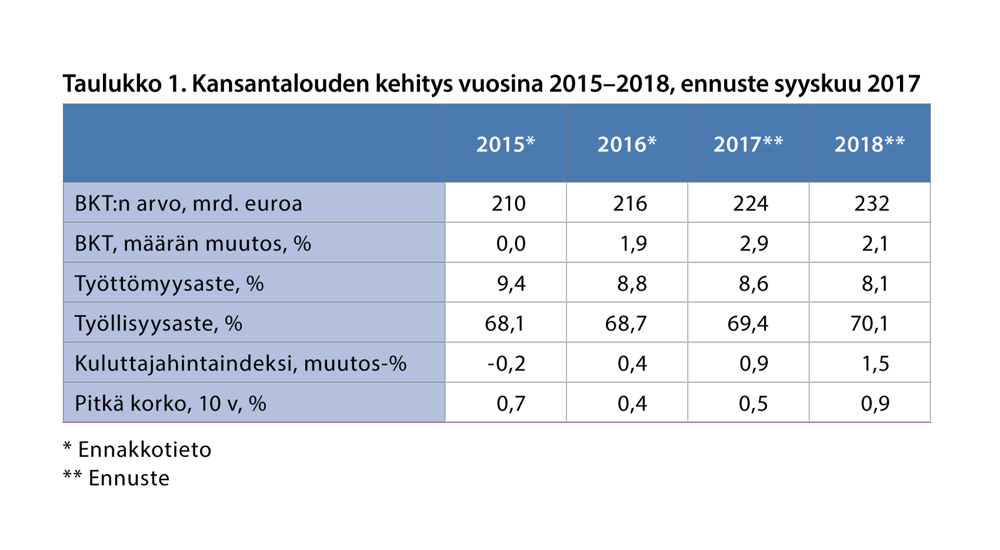 Taulukko 1. Kansantalouden kehitys vuosina 2015–2018, ennuste syyskuu 2017
2015* 2016* 2017** 2018**
BKT:n arvo, mrd. euroa 210 216 224 232
BKT, määrän muutos, % 0,0 1,9 2,9 2,1
Työttömyysaste, % 9,4 8,8 8,6 8,1
Työllisyysaste, % 68,1 68,7 69,4 70,1
Kuluttajahintaindeksi, muutos-% -0,2 0,4 0,9 1,5
Pitkä korko, 10 v, % 0,7 0,4 0,5 0,9
* Ennakkotieto
** Ennuste